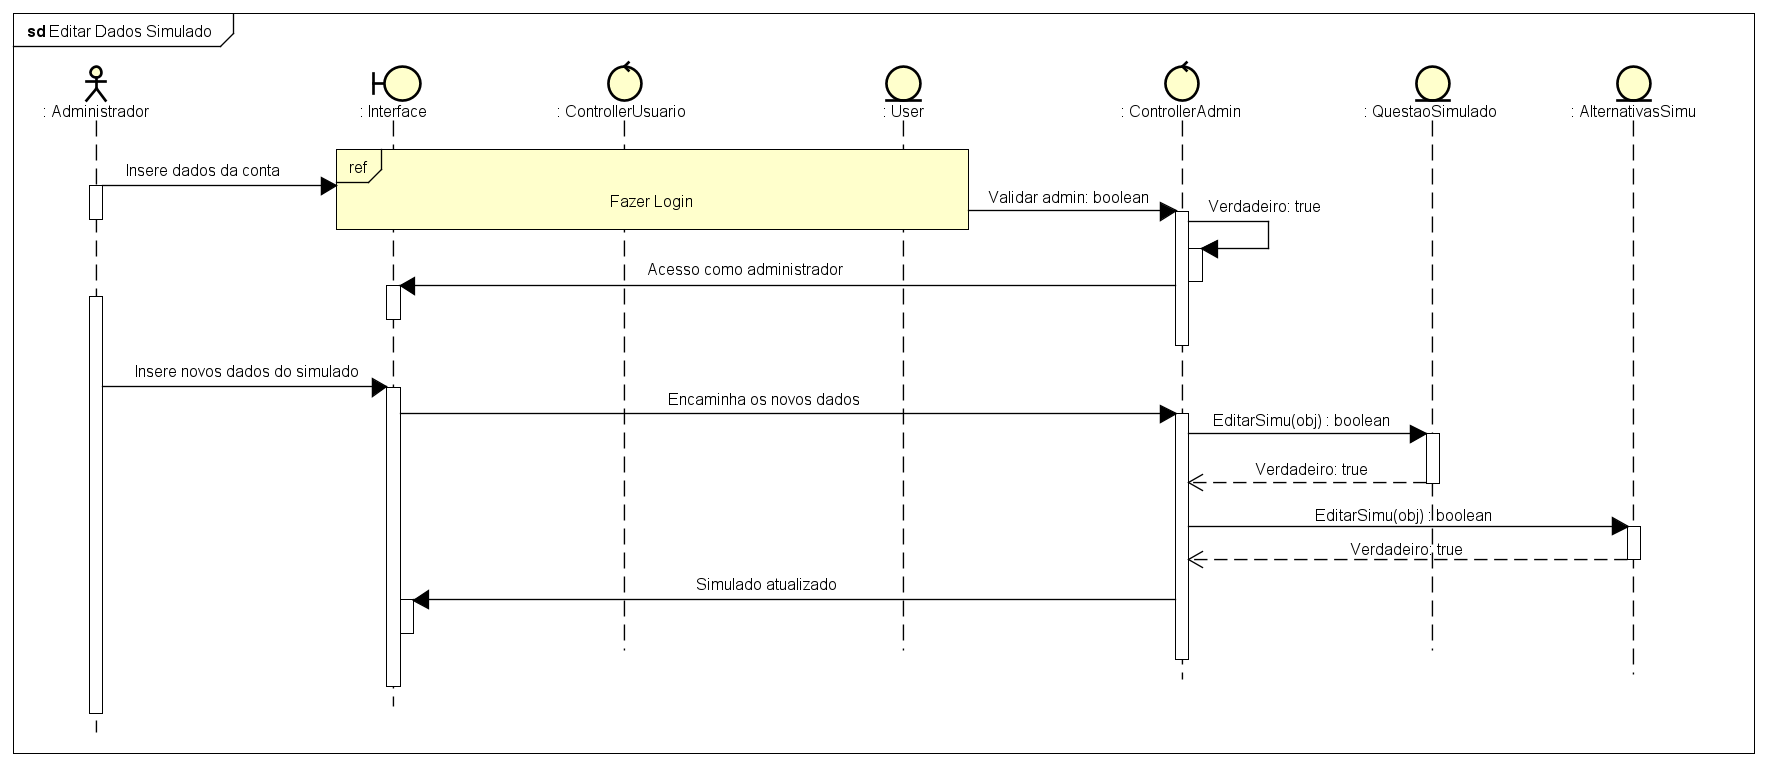 sd Editar Dados Simulado
: Administrador
: Interface
: ControllerUsuario
: User
: ControllerAdmin
: QuestaoSimulado
: AlternativasSimu
Insere dados da conta
ref
Fazer Login
Validar admin: boolean
Verdadeiro: true
Acesso como administrador
Insere novos dados do simulado
Encaminha os novos dados
EditarSimu(obj) : boolean
Verdadeiro: true
EditarSimu(obj) : boolean
Verdadeiro: true
Simulado atualizado